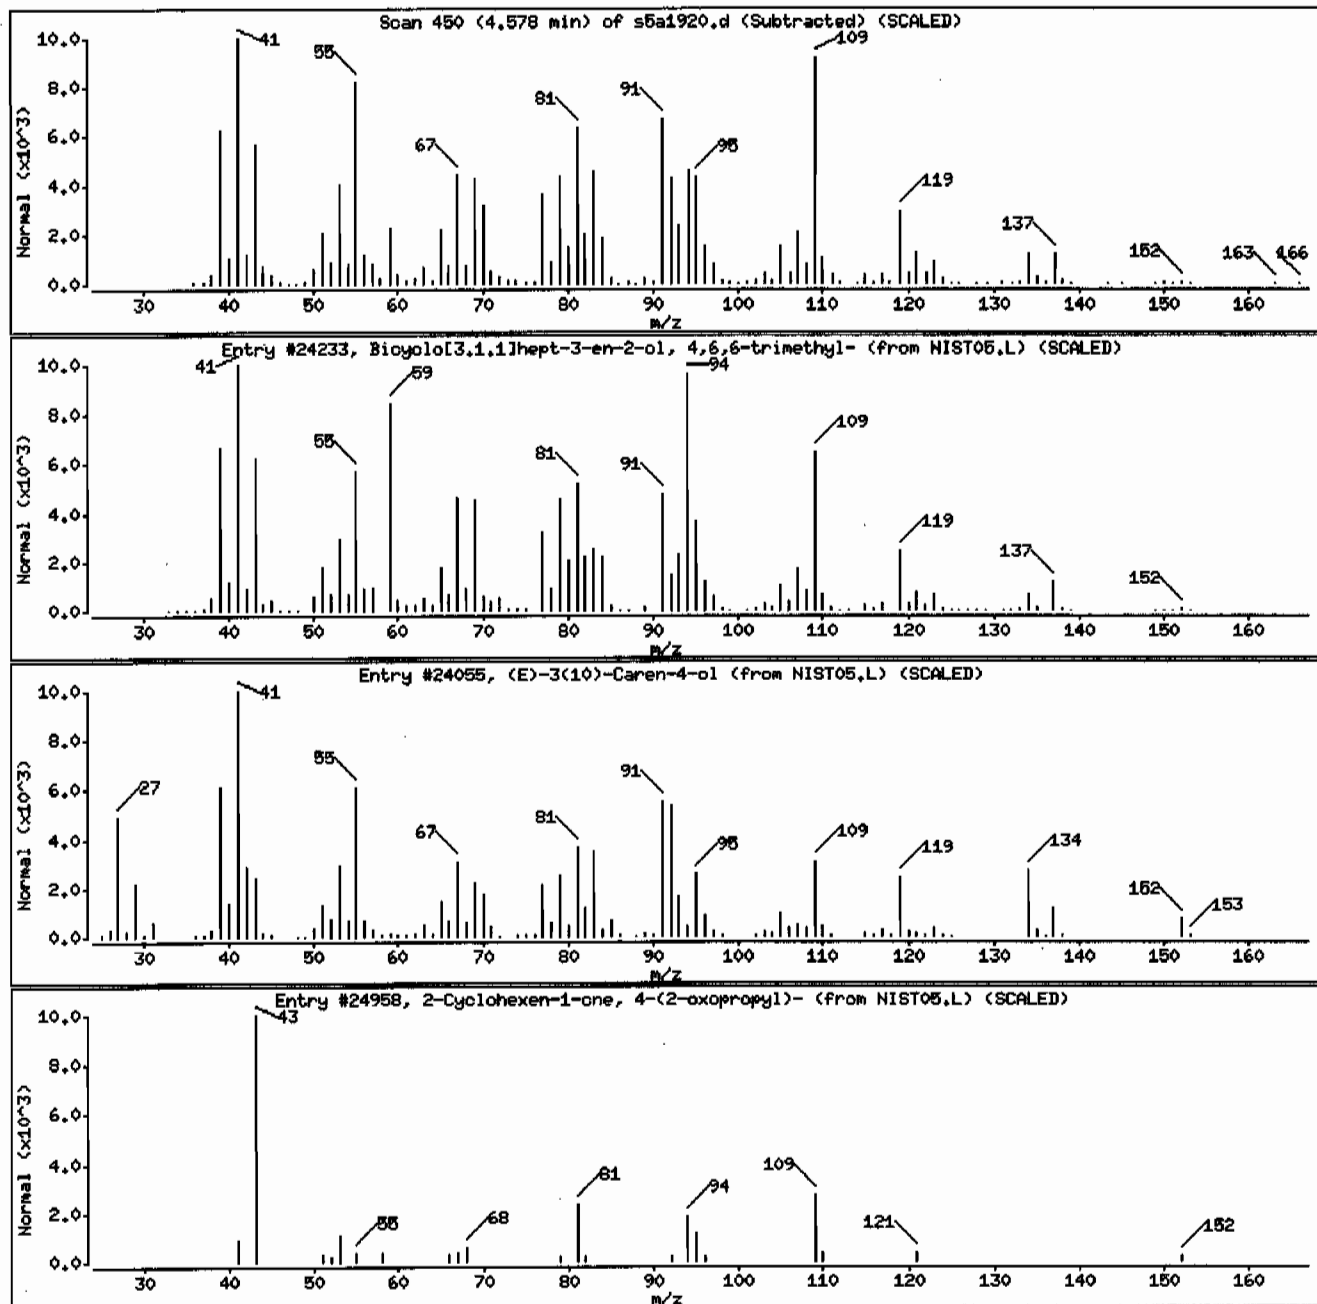 Scan 450 (4.578 min) of s5a1920.d (Subtracted) (SCALED)
Normal (x10^3)
10.0
8.0
6.0
4.0
2.0
0.0
41 55 67 81 91 95 109 119 137 152 163 166
30 40 50 60 70 80 90 100 110 120 130 140 150 160
m/z
Entry #24233, Bicyclo[3.1.1]hept-3-en-2-ol, 4,6,6-trimethyl- (from NIST05.L) (SCALED)
Normal (x10^3)
10.0
8.0
6.0
4.0
2.0
0.0
41 55 59 81 91 94 109 119 137 152
30 40 50 60 70 80 90 100 110 120 130 140 150 160
m/z
Entry #24055, (E)-3(10)-Caren-4-ol (from NIST05.L) (SCALED)
Normal (x10^3)
10.0
8.0
6.0
4.0
2.0
0.0
27 41 55 67 81 91 95 109 119 134 152 153
30 40 50 60 70 80 90 100 110 120 130 140 150 160
m/z
Entry #24958, 2-Cyclohexen-1-one, 4-(2-oxopropyl)- (from NIST05.L) (SCALED)
Normal (x10^3)
10.0
8.0
6.0
4.0
2.0
0.0
43 55 68 81 94 109 121 152
30 40 50 60 70 80 90 100 110 120 130 140 150 160
m/z